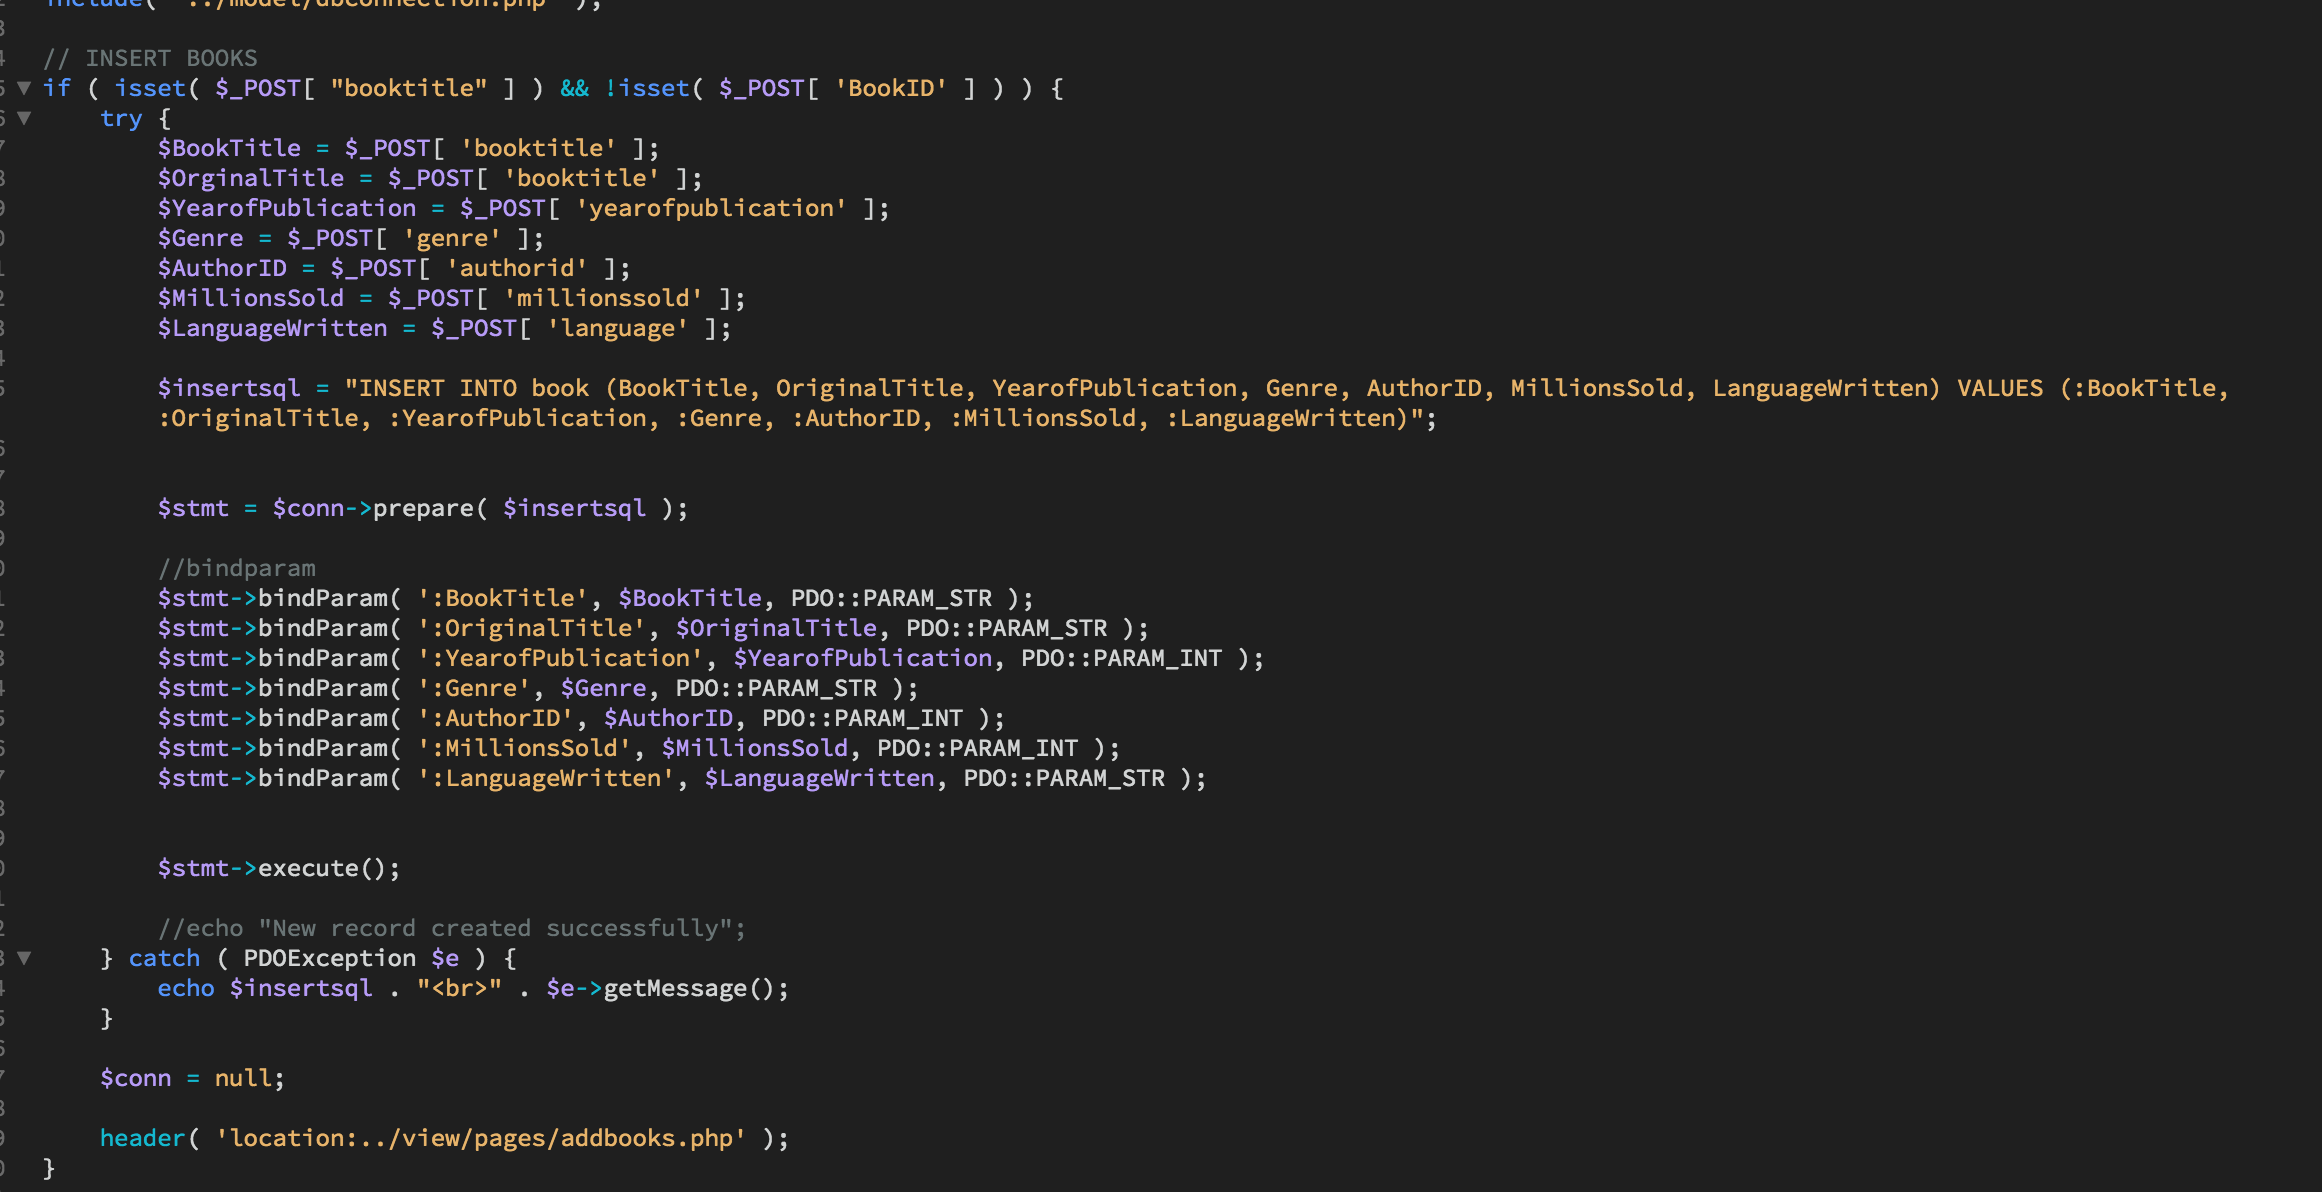 include( '../model/dbconnection.php' );
// INSERT BOOKS
if ( isset( $_POST[ "booktitle" ] ) && !isset( $_POST[ 'BookID' ] ) ) {
try {
$BookTitle = $_POST[ 'booktitle' ];
$OrginalTitle = $_POST[ 'booktitle' ];
$YearofPublication = $_POST[ 'yearofpublication' ];
$Genre = $_POST[ 'genre' ];
$AuthorID = $_POST[ 'authorid' ];
$MillionsSold = $_POST[ 'millionssold' ];
$LanguageWritten = $_POST[ 'language' ];
$insertsql = "INSERT INTO book (BookTitle, OriginalTitle, YearofPublication, Genre, AuthorID, MillionsSold, LanguageWritten) VALUES (:BookTitle,
:OriginalTitle, :YearofPublication, :Genre, :AuthorID, :MillionsSold, :LanguageWritten)";
$stmt = $conn->prepare( $insertsql );
//bindparam
$stmt->bindParam( ':BookTitle', $BookTitle, PDO::PARAM_STR );
$stmt->bindParam( ':OriginalTitle', $OriginalTitle, PDO::PARAM_STR );
$stmt->bindParam( ':YearofPublication', $YearofPublication, PDO::PARAM_INT );
$stmt->bindParam( ':Genre', $Genre, PDO::PARAM_STR );
$stmt->bindParam( ':AuthorID', $AuthorID, PDO::PARAM_INT );
$stmt->bindParam( ':MillionsSold', $MillionsSold, PDO::PARAM_INT );
$stmt->bindParam( ':LanguageWritten', $LanguageWritten, PDO::PARAM_STR );
$stmt->execute();
//echo "New record created successfully";
} catch ( PDOException $e ) {
echo $insertsql . "<br>" . $e->getMessage();
}
$conn = null;
header( 'location:../view/pages/addbooks.php' );
}